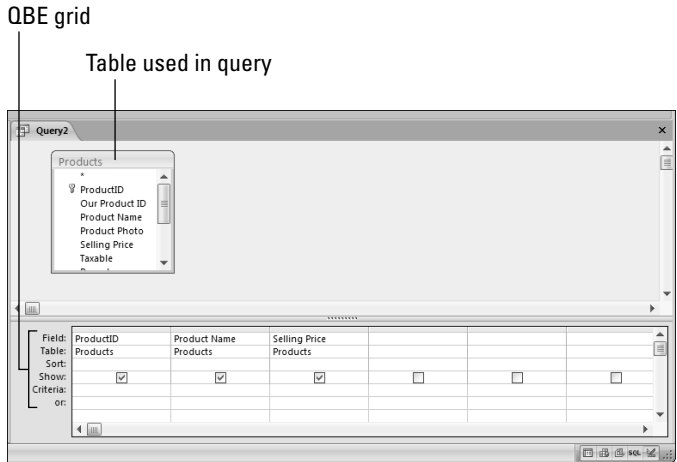 QBE grid
Table used in query
Query2
Products
*
ProductID
Our Product ID
Product Name
Product Photo
Selling Price
Taxable
Field: ProductID Product Name Selling Price
Table: Products Products Products
Sort:
Show:
Criteria:
or:
SQL